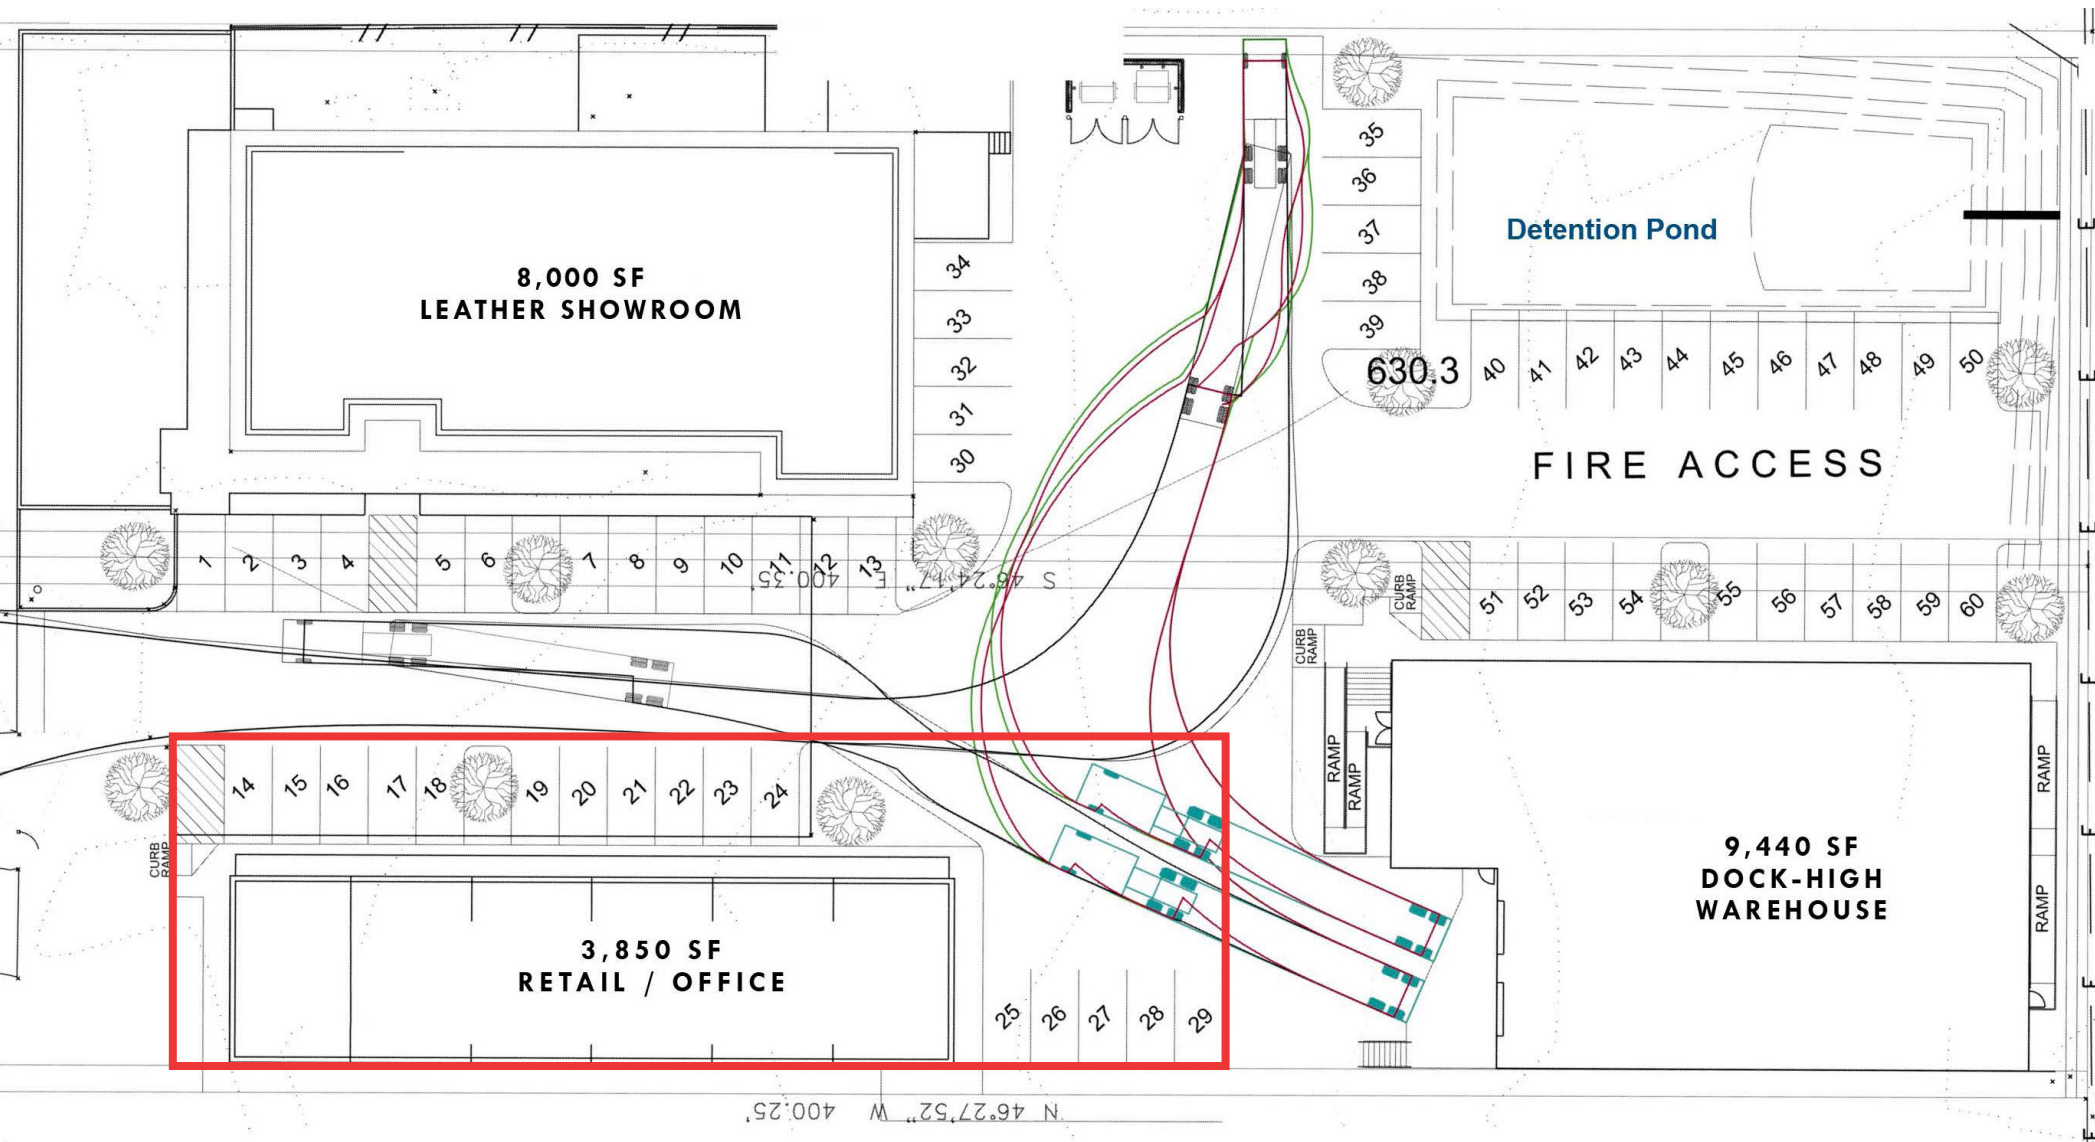 35
36
Detention Pond
37
8,000 SF
LEATHER SHOWROOM
34
38
33
39
32
630.3
40
41
42
43
44
45
46
47
48
49
50
31
30
FIRE ACCESS
1
2
3
4
5
6
7
8
9
10
11
12
13
S 46°24'17" E 400.35'
CURB
RAMP
51
52
53
54
55
56
57
58
59
60
CURB
RAMP
RAMP
RAMP
RAMP
14
15
16
17
18
19
20
21
22
23
24
CURB
RAMP
9,440 SF
DOCK-HIGH
WAREHOUSE
RAMP
3,850 SF
RETAIL / OFFICE
25
26
27
28
29
N 46°27'52" W 400.25'
E
E
E
E
E
E
E